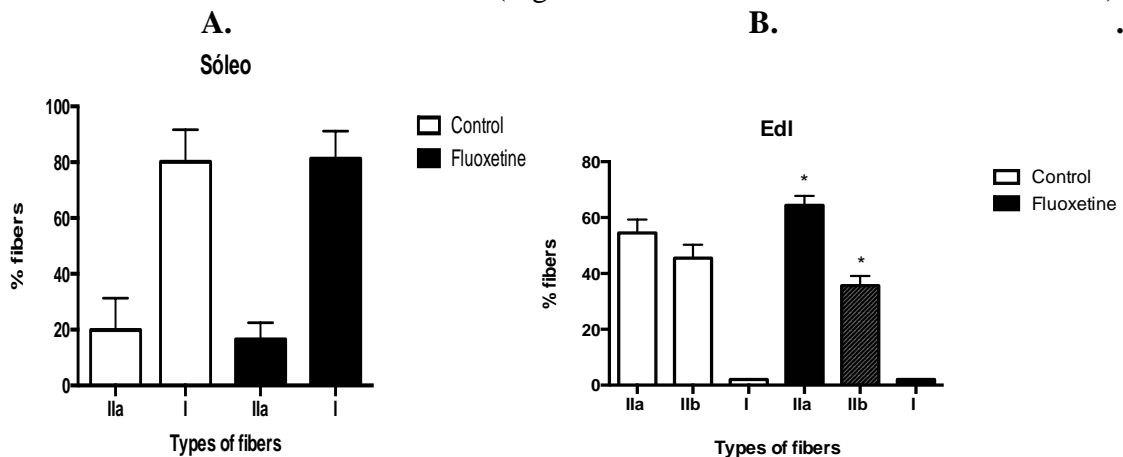 (
A.
B.
.
Sóleo
% fibers
100
80
60
40
20
0
IIa I IIa I
Types of fibers
Control
Fluoxetine
Edl
% fibers
80
60
40
20
0
*
*
IIa IIb I IIa IIb I
Types of fibers
Control
Fluoxetine